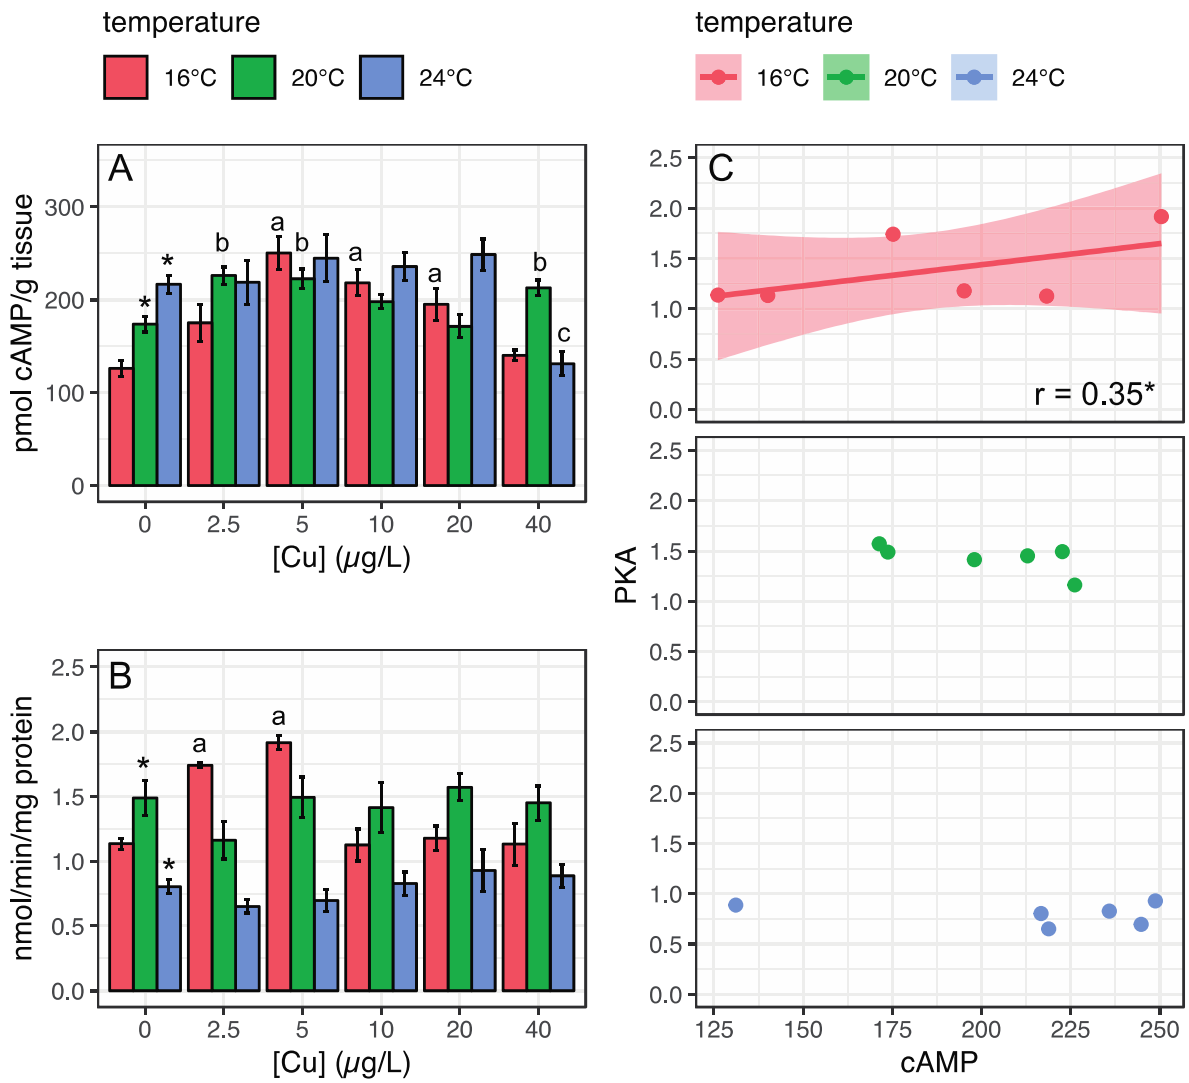 temperature
16°C 20°C 24°C
temperature
16°C 20°C 24°C
A
pmol cAMP/g tissue
300
200
100
0
* * b a b a a b c
0 2.5 5 10 20 40
[Cu] (µg/L)
B
nmol/min/mg protein
2.5
2.0
1.5
1.0
0.5
0.0
* * a a
0 2.5 5 10 20 40
[Cu] (µg/L)
C
PKA
2.5
2.0
1.5
1.0
0.5
0.0
r = 0.35*
2.5
2.0
1.5
1.0
0.5
0.0
2.5
2.0
1.5
1.0
0.5
0.0
125 150 175 200 225 250
cAMP